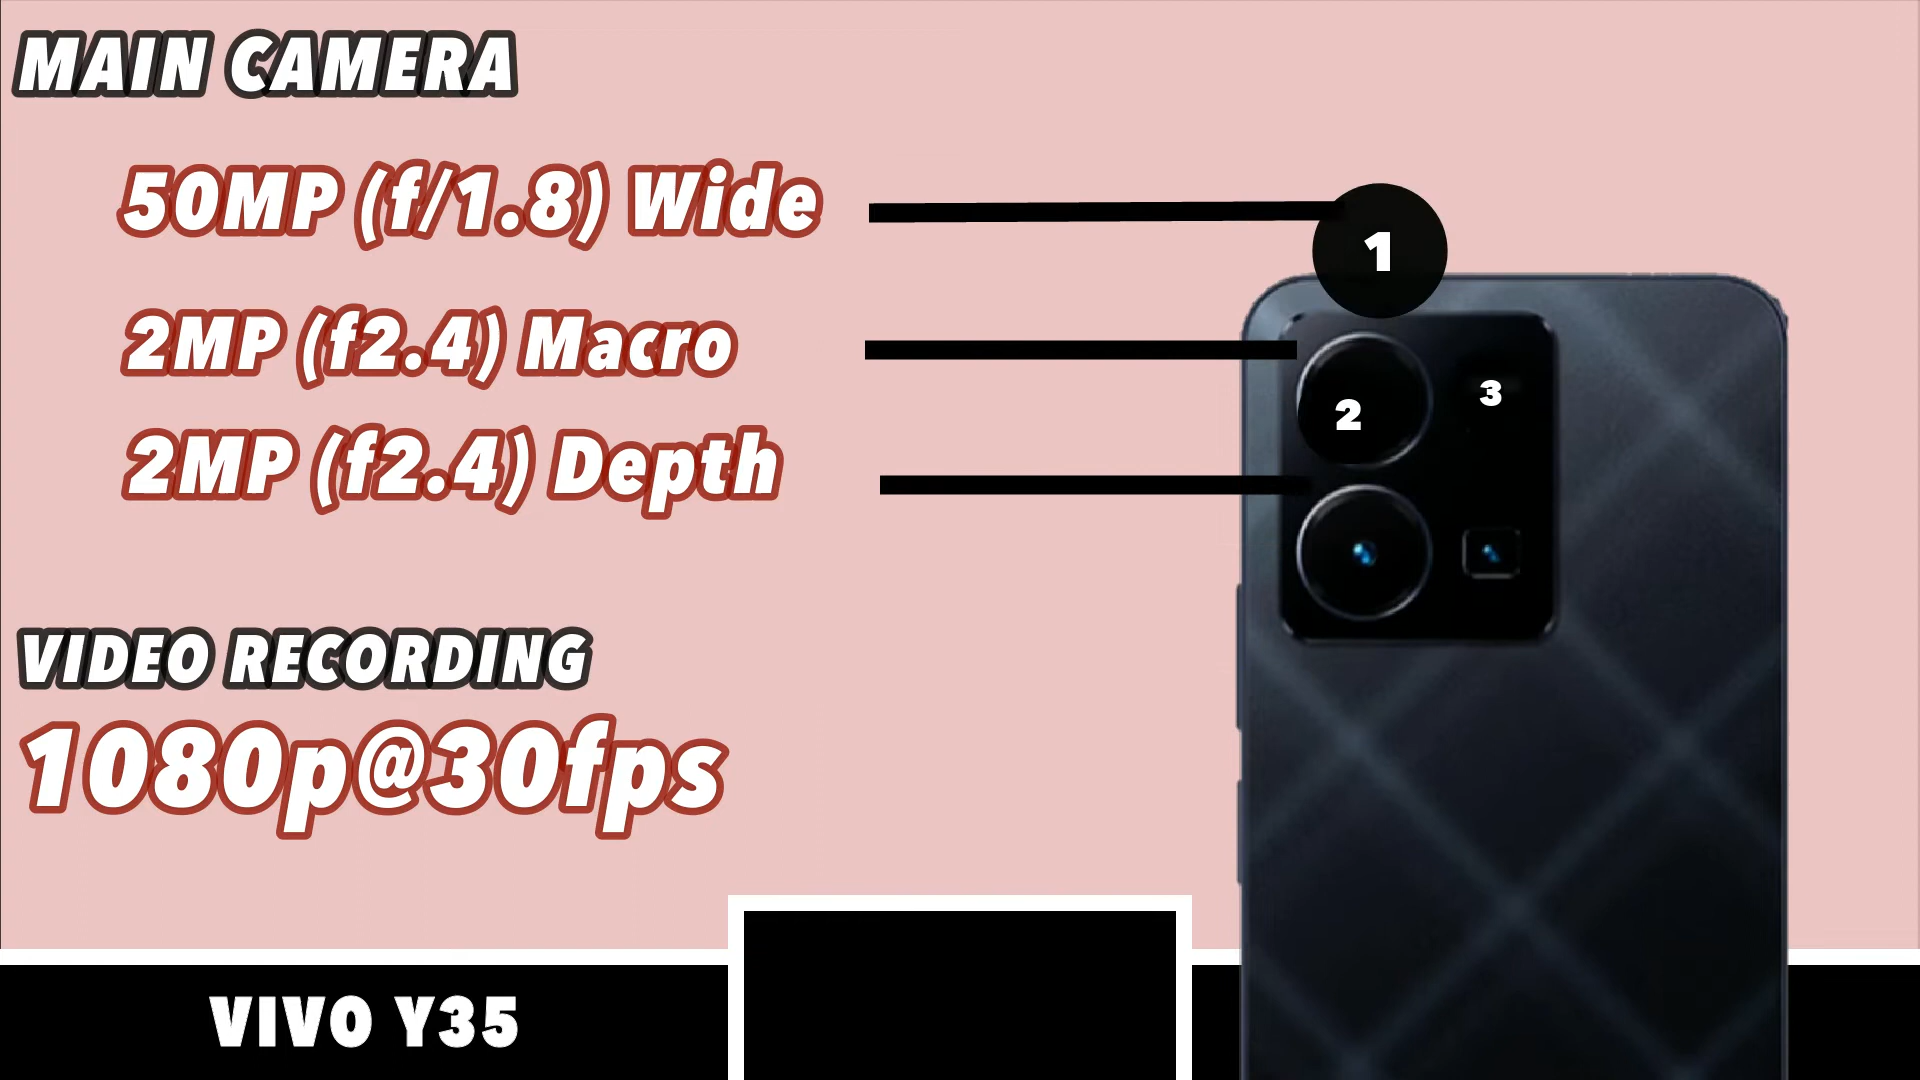 MAIN CAMERA
50MP (f/1.8) Wide
2MP (f2.4) Macro
2MP (f2.4) Depth
1
2
3
VIDEO RECORDING
1080p@30fps
VIVO Y35